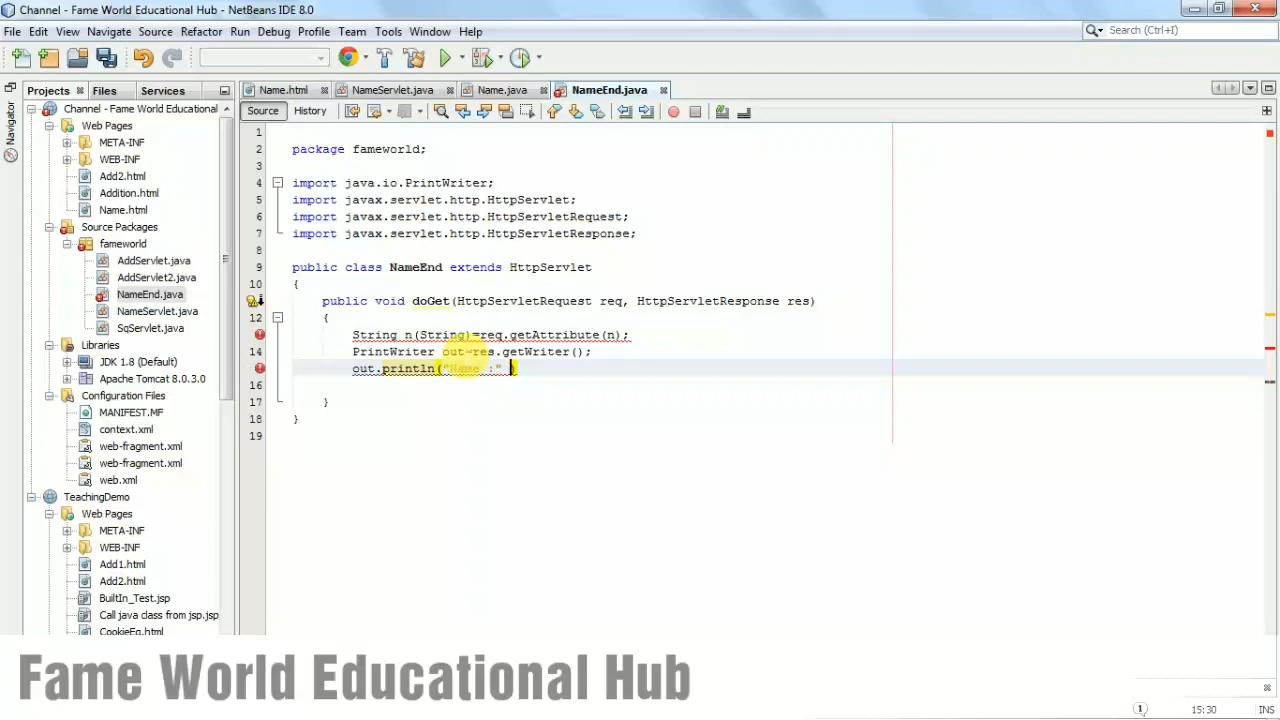 Channel - Fame World Educational Hub - NetBeans IDE 8.0
File Edit View Navigate Source Refactor Run Debug Profile Team Tools Window Help
Search (Ctrl+I)
Projects Files Services
Name.html NameServlet.java Name.java NameEnd.java
Navigator
Source History
Channel - Fame World Educational
Web Pages
META-INF
WEB-INF
Add2.html
Addition.html
Name.html
Source Packages
fameworld
AddServlet.java
AddServlet2.java
NameEnd.java
NameServlet.java
SqServlet.java
Libraries
JDK 1.8 (Default)
Apache Tomcat 8.0.3.0
Configuration Files
MANIFEST.MF
context.xml
web-fragment.xml
web-fragment.xml
web.xml
TeachingDemo
Web Pages
META-INF
WEB-INF
Add1.html
Add2.html
BuiltIn_Test.jsp
Call java class from jsp.jsp
CookieEg.html
1
2 package fameworld;
3
4 import java.io.PrintWriter;
5 import javax.servlet.http.HttpServlet;
6 import javax.servlet.http.HttpServletRequest;
7 import javax.servlet.http.HttpServletResponse;
8
9 public class NameEnd extends HttpServlet
10 {
public void doGet(HttpServletRequest req, HttpServletResponse res)
12 {
String n(String)=req.getAttribute(n);
14 PrintWriter out=res.getWriter();
out.println("Name :" )
16
17 }
18 }
19
Fame World Educational Hub
1 15:30 INS